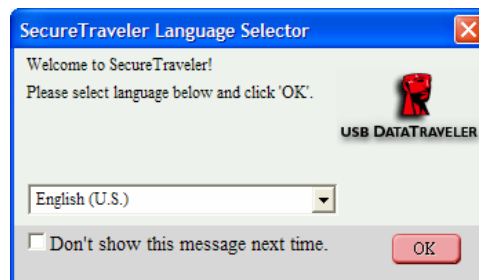 SecureTraveler Language Selector
Welcome to SecureTraveler!
Please select language below and click 'OK'.
USB DATATRAVELER
English (U.S.)
Don't show this message next time.
OK